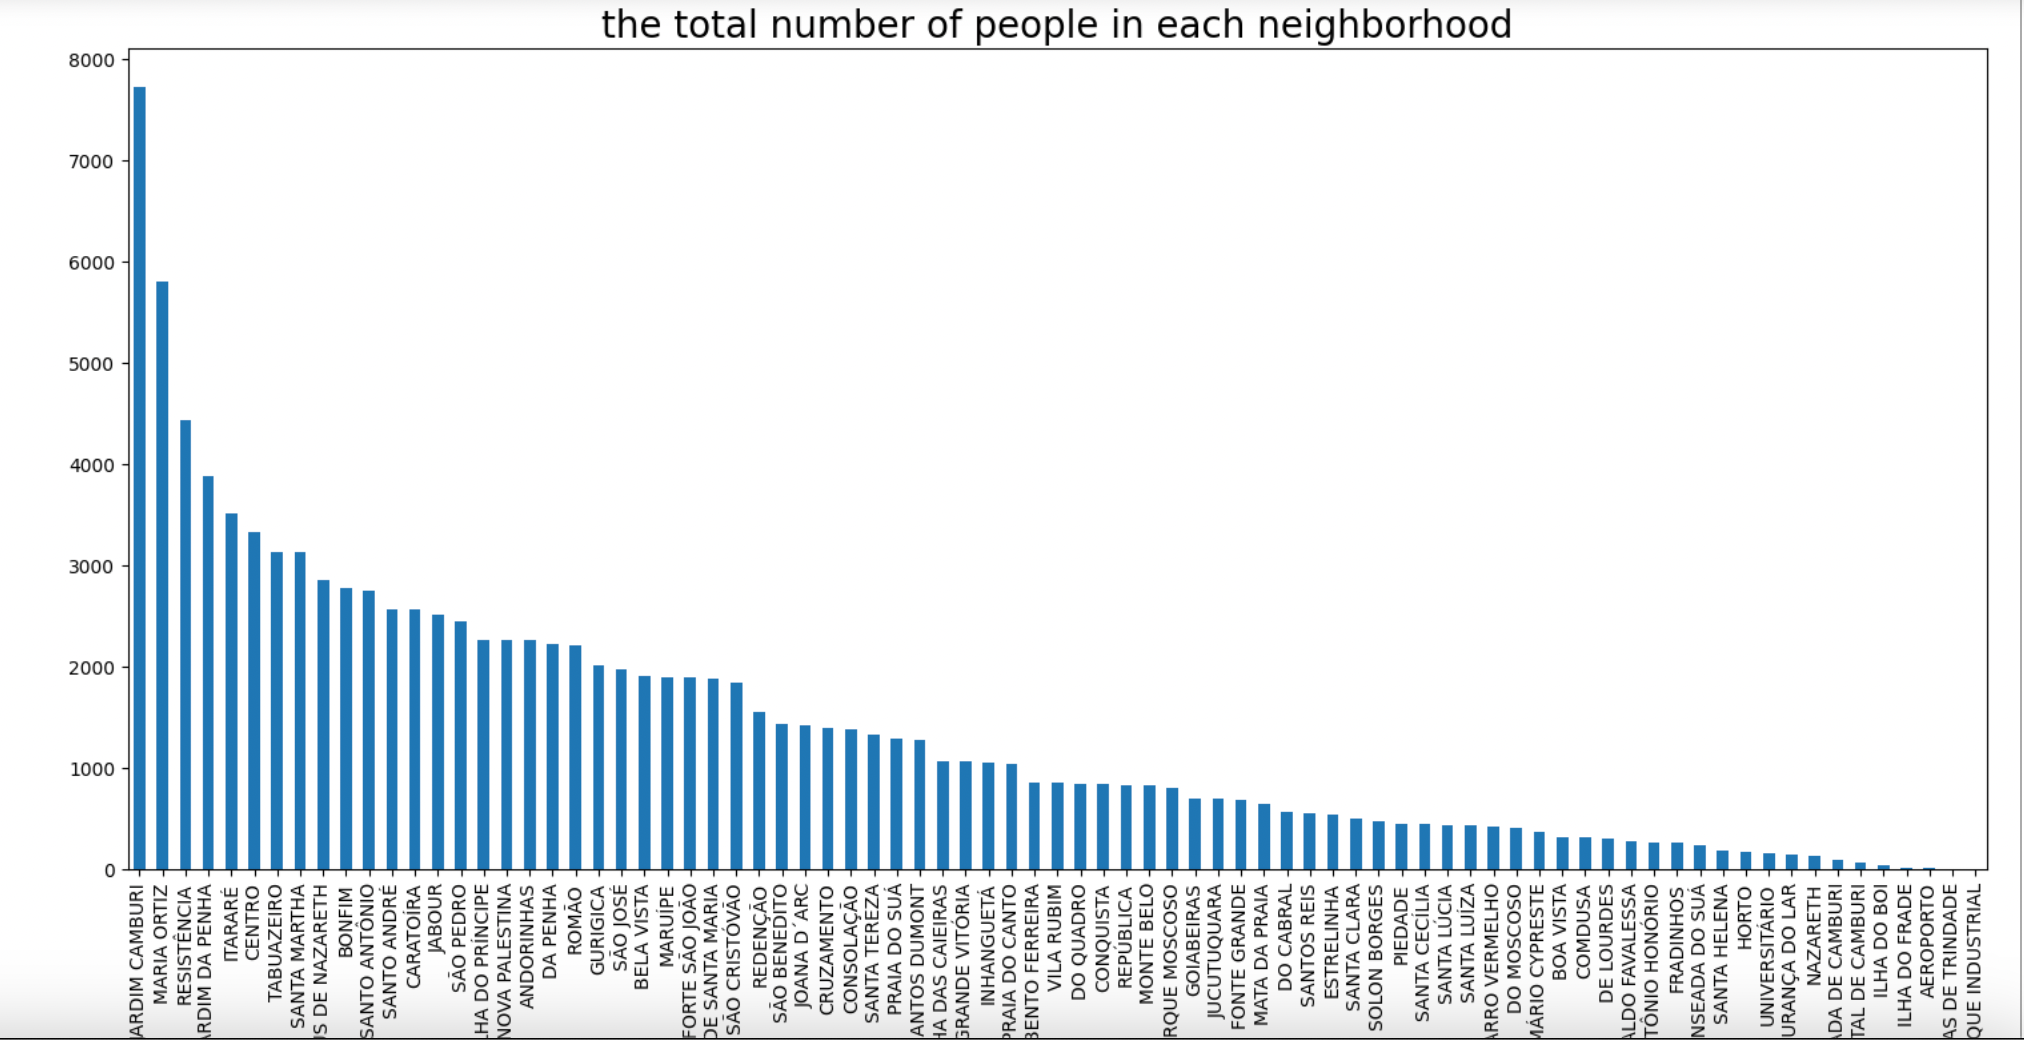 the total number of people in each neighborhood
8000
7000
6000
5000
4000
3000
2000
1000
0
ARDIM CAMBURI
MARIA ORTIZ
RESISTÊNCIA
ARDIM DA PENHA
ITARARÉ
CENTRO
TABUAZEIRO
SANTA MARTHA
US DE NAZARETH
BONFIM
SANTO ANTÔNIO
SANTO ANDRÉ
CARATOÍRA
JABOUR
SÃO PEDRO
LHA DO PRÍNCIPE
NOVA PALESTINA
ANDORINHAS
DA PENHA
ROMÃO
GURIGICA
SÃO JOSÉ
BELA VISTA
MARUÍPE
FORTE SÃO JOÃO
DE SANTA MARIA
SÃO CRISTÓVÃO
REDENÇÃO
SÃO BENEDITO
JOANA D´ARC
CRUZAMENTO
CONSOLAÇÃO
SANTA TEREZA
PRAIA DO SUÁ
ANTOS DUMONT
HA DAS CAIEIRAS
GRANDE VITÓRIA
INHANGUETÁ
PRAIA DO CANTO
BENTO FERREIRA
VILA RUBIM
DO QUADRO
CONQUISTA
REPÚBLICA
MONTE BELO
RQUE MOSCOSO
GOIABEIRAS
JUCUTUQUARA
FONTE GRANDE
MATA DA PRAIA
DO CABRAL
SANTOS REIS
ESTRELINHA
SANTA CLARA
SOLON BORGES
PIEDADE
SANTA CECÍLIA
SANTA LÚCIA
SANTA LUÍZA
ARRO VERMELHO
DO MOSCOSO
MÁRIO CYPRESTE
BOA VISTA
COMDUSA
DE LOURDES
ALDO FAVALESSA
TÔNIO HONÓRIO
FRADINHOS
NSEADA DO SUÁ
SANTA HELENA
HORTO
UNIVERSITÁRIO
URANÇA DO LAR
NAZARETH
ADA DE CAMBURI
TAL DE CAMBURI
ILHA DO BOI
ILHA DO FRADE
AEROPORTO
AS DE TRINDADE
QUE INDUSTRIAL